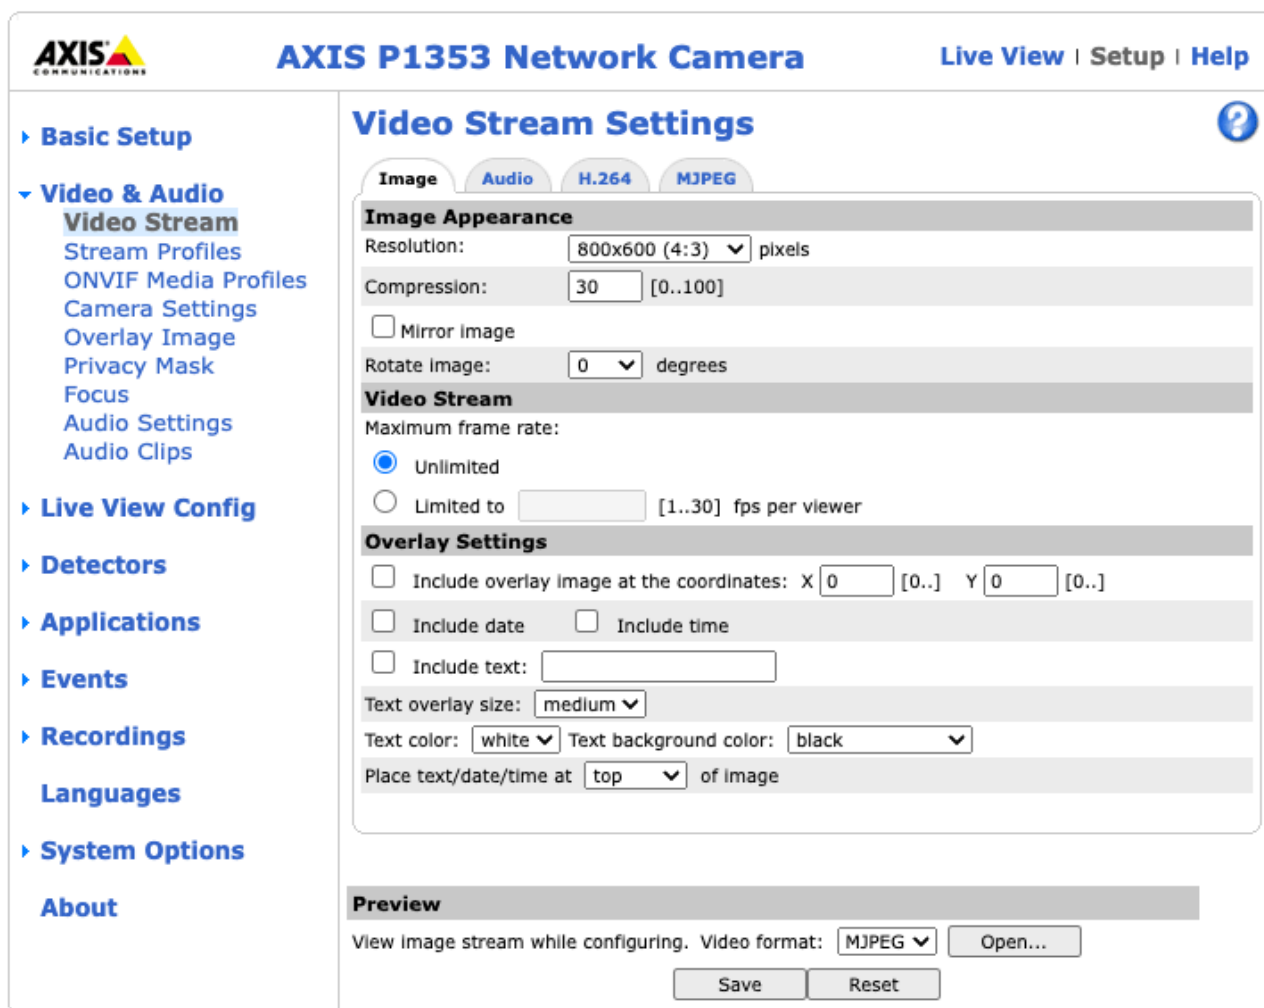 AXIS
COMMUNICATIONS
AXIS P1353 Network Camera
Live View | Setup | Help
Basic Setup
Video & Audio
Video Stream
Stream Profiles
ONVIF Media Profiles
Camera Settings
Overlay Image
Privacy Mask
Focus
Audio Settings
Audio Clips
Live View Config
Detectors
Applications
Events
Recordings
Languages
System Options
About
Video Stream Settings
?
Image Audio H.264 MJPEG
Image Appearance
Resolution: 800x600 (4:3) pixels
Compression: 30 [0..100]
Mirror image
Rotate image: 0 degrees
Video Stream
Maximum frame rate:
Unlimited
Limited to [1..30] fps per viewer
Overlay Settings
Include overlay image at the coordinates: X 0 [0..] Y 0 [0..]
Include date Include time
Include text:
Text overlay size: medium
Text color: white Text background color: black
Place text/date/time at top of image
Preview
View image stream while configuring. Video format: MJPEG Open...
Save Reset